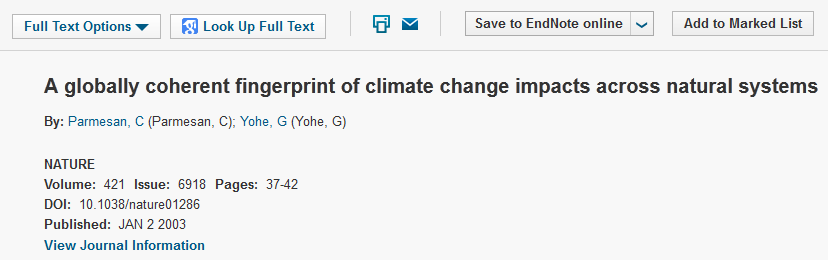 Full Text Options Look Up Full Text Save to EndNote online Add to Marked List
A globally coherent fingerprint of climate change impacts across natural systems
By: Parmesan, C (Parmesan, C); Yohe, G (Yohe, G)
NATURE
Volume: 421 Issue: 6918 Pages: 37-42
DOI: 10.1038/nature01286
Published: JAN 2 2003
View Journal Information